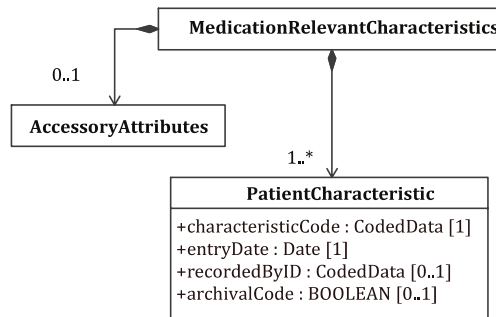 MedicationRelevantCharacteristics
0..1
AccessoryAttributes
1..*
PatientCharacteristic
+characteristicCode : CodedData [1]
+entryDate : Date [1]
+recordedByID : CodedData [0..1]
+archivalCode : BOOLEAN [0..1]